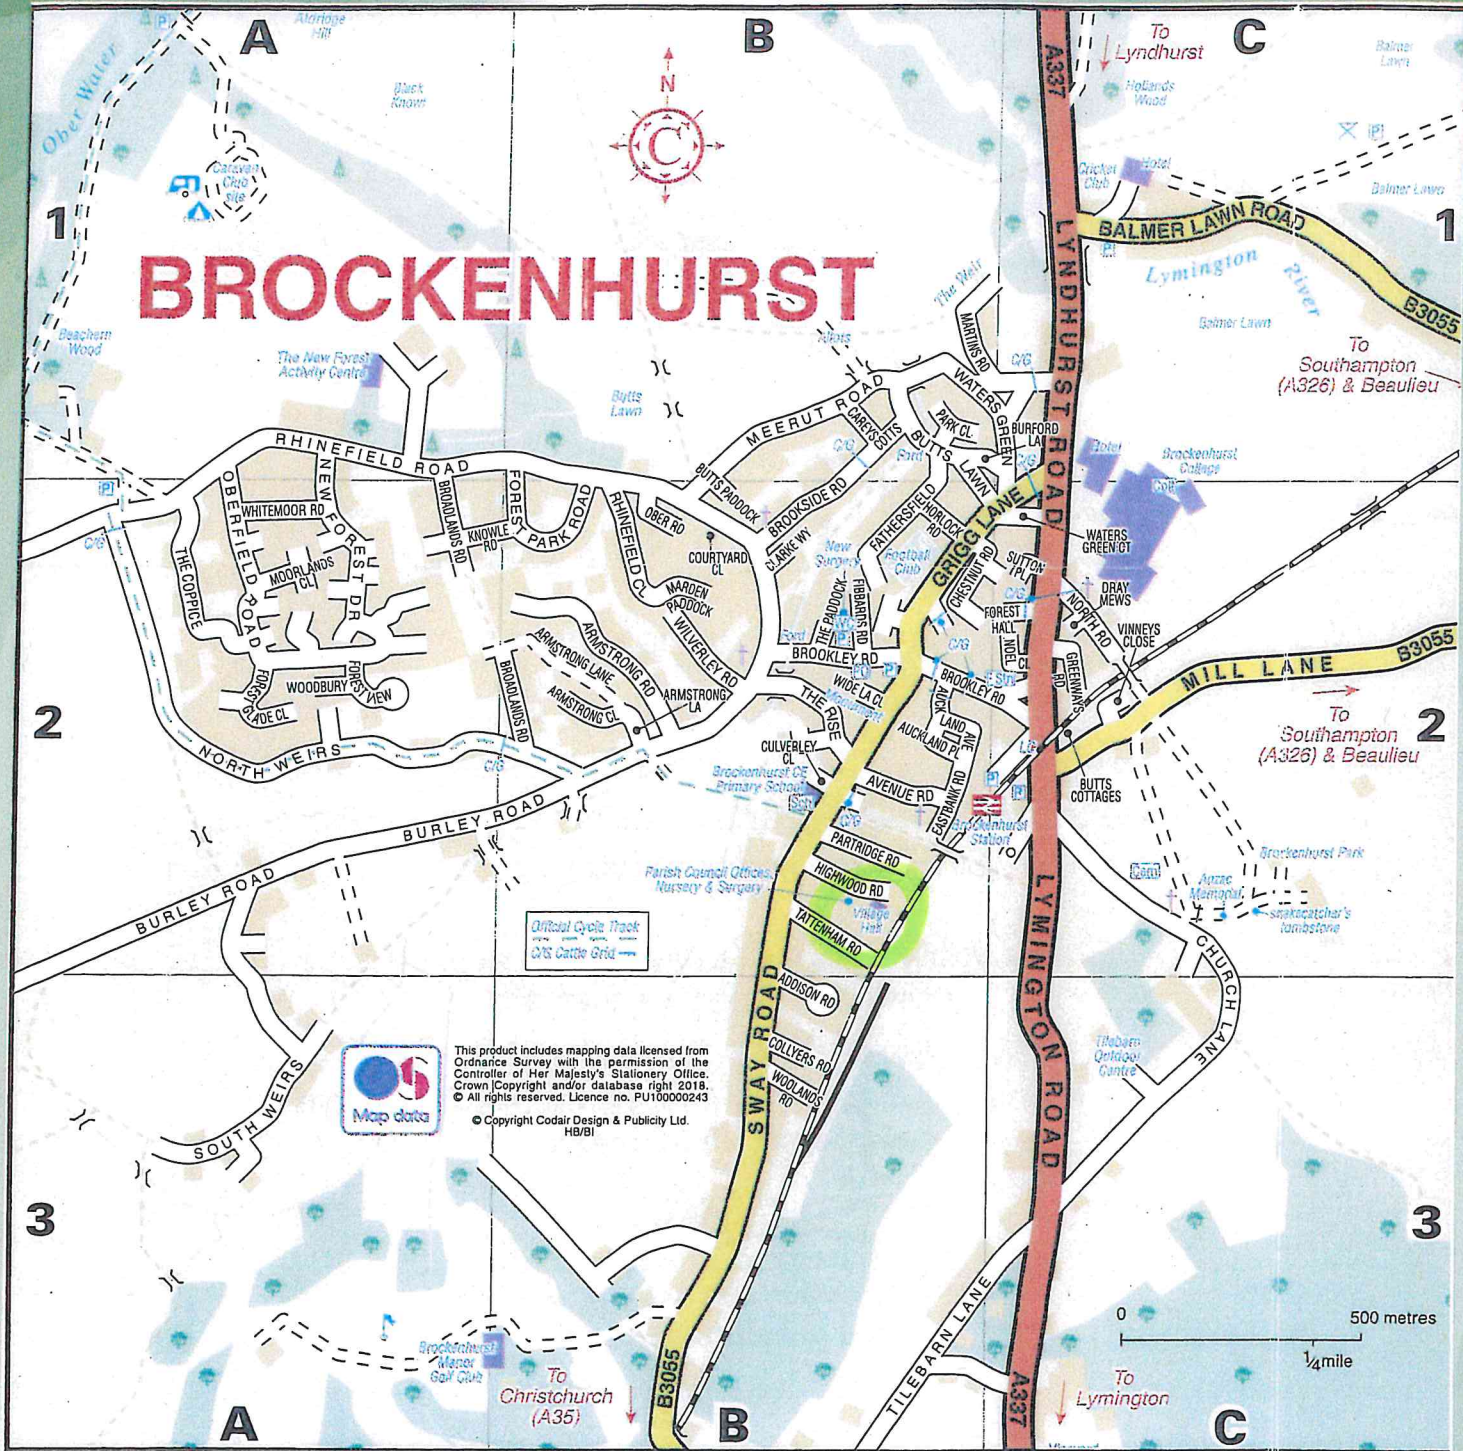 A
B
C
Aldridge
Hill
To
Lyndhurst
A337
Balmer
Lawn
Ober Water
Black
Knowl
N
C
Hollands
Wood
P
Caravan
Club
site
Cricket
Club
Hotel
Balmer Lawn
1
1
BALMER LAWN ROAD
BROCKENHURST
The Weir
Lymington River
B3055
Balmer Lawn
LYNDHURST ROAD
To
Southampton
(A326) & Beaulieu
Beachern
Wood
The New Forest
Activity Centre
Butts
Lawn
MARTINS RD
C/G
WATERS GREEN
MEERUT ROAD
CAREYS COTTS
PARK CL
BURFORD
LA
BUTTS LAWN
Ford
C/G
C/G
Hotel
Brockenhurst
College
Coll
RHINEFIELD ROAD
OBERFIELD ROAD
NEW FOREST DR
WHITEMOOR RD
BROADLANDS RD
FOREST PARK ROAD
KNOWLE
RD
RHINEFIELD CL
OBER RD
BUTTS PADDOCK
BROOKSIDE RD
CLARKE WY
COURTYARD
CL
FATHERSFIELD
HORLOCK
RD
GRIGG LANE
WATERS
GREEN CT
P
C/G
THE COPPICE
MOORLANDS
CL
MARDEN
PADDOCK
New
Surgery
Football
Club
CHESTNUT RD
SUTTON
PL
C/G
FOREST
HALL
DRAY
MEWS
NORTH RD
VINNEYS
CLOSE
THE PADDOCK
FIBBARDS RD
WC
P
Ford
BROOKLEY RD
PO
P
C/G
NOEL
CL
GREENWAYS
RD
MILL LANE
B3055
WILVERLEY RD
ARMSTRONG RD
ARMSTRONG LANE
ARMSTRONG CL
ARMSTRONG
LA
BROADLANDS RD
FOREST
GLADE CL
WOODBURY
FOREST
VIEW
THE RISE
WIDE LA CL
Monument
BROOKLEY RD
AUCKLAND AVE
AUCKLAND PL
To
Southampton
(A326) & Beaulieu
2
2
NORTH WEIRS
C/G
CULVERLEY
CL
Brockenhurst CE
Primary School
Sch
C/G
AVENUE RD
EASTBANK RD
P
P
BUTTS
COTTAGES
Brockenhurst
Station
BURLEY ROAD
BURLEY ROAD
PARTRIDGE RD
HIGHWOOD RD
Parish Council Offices,
Nursery & Surgery
Village
Hall
TATTENHAM RD
Brockenhurst Park
Cem
Anzac
Memorial
snakecatcher's
tombstone
Official Cycle Track
C/G Cattle Grid
CHURCH LANE
ADDISON RD
LYMINGTON ROAD
SWAY ROAD
COLLYERS RD
WOOLANDS
RD
Tilebarn
Outdoor
Centre
OS
Map data
This product includes mapping data licensed from
Ordnance Survey with the permission of the
Controller of Her Majesty's Stationery Office.
Crown Copyright and/or database right 2018.
© All rights reserved. Licence no. PU100000243
© Copyright Codair Design & Publicity Ltd.
HB/BI
SOUTH WEIRS
3
3
0
500 metres
1/4 mile
TILEBARN LANE
Brockenhurst
Manor
Golf Club
B3055
To
Christchurch
(A35)
A337
To
Lymington
A
B
C